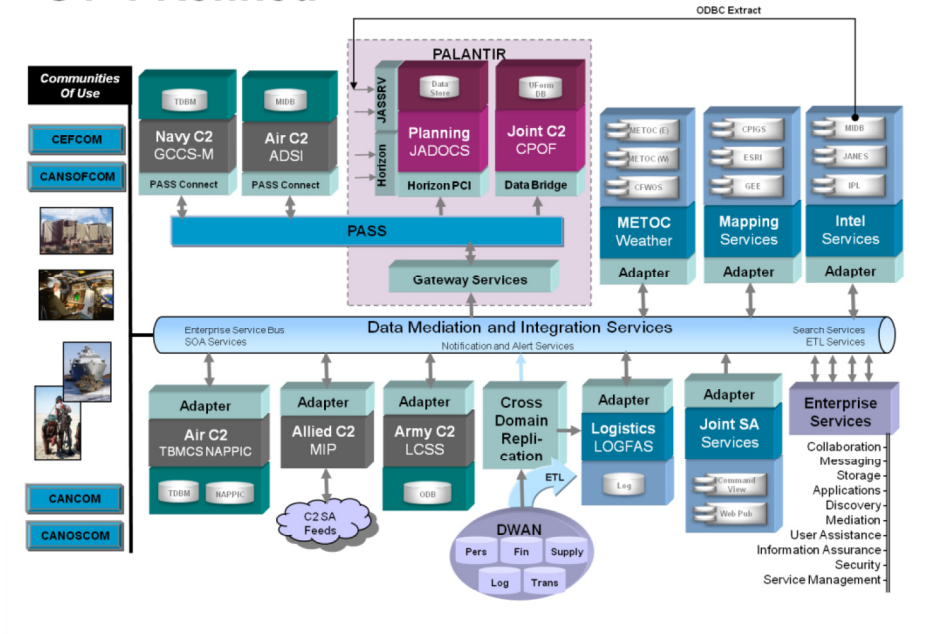 ODBC Extract
PALANTIR
Communities
Of Use
CEFCOM
CANSOFCOM
CANCOM
CANOSCOM
TDBM
Navy C2
GCCS-M
PASS Connect
MIDB
Air C2
ADSI
PASS Connect
JASSRV
Horizon
Data
Store
Planning
JADOCS
Horizon PCI
UForm
DB
Joint C2
CPOF
Data Bridge
METOC (E)
METOC (W)
CFWOS
METOC
Weather
Adapter
CPIGS
ESRI
GEE
Mapping
Services
Adapter
MIDB
JANES
IPL
Intel
Services
Adapter
PASS
Gateway Services
Enterprise Service Bus
SOA Services
Data Mediation and Integration Services
Notification and Alert Services
Search Services
ETL Services
Adapter
Air C2
TBMCS NAPPIC
TDBM
NAPPIC
Adapter
Allied C2
MIP
C2 SA
Feeds
Adapter
Army C2
LCSS
ODB
Cross
Domain
Repli-
cation
ETL
DWAN
Pers
Fin
Supply
Log
Trans
Adapter
Logistics
LOGFAS
Log
Adapter
Joint SA
Services
Command
View
Web Pub
Enterprise
Services
Collaboration
Messaging
Storage
Applications
Discovery
Mediation
User Assistance
Information Assurance
Security
Service Management